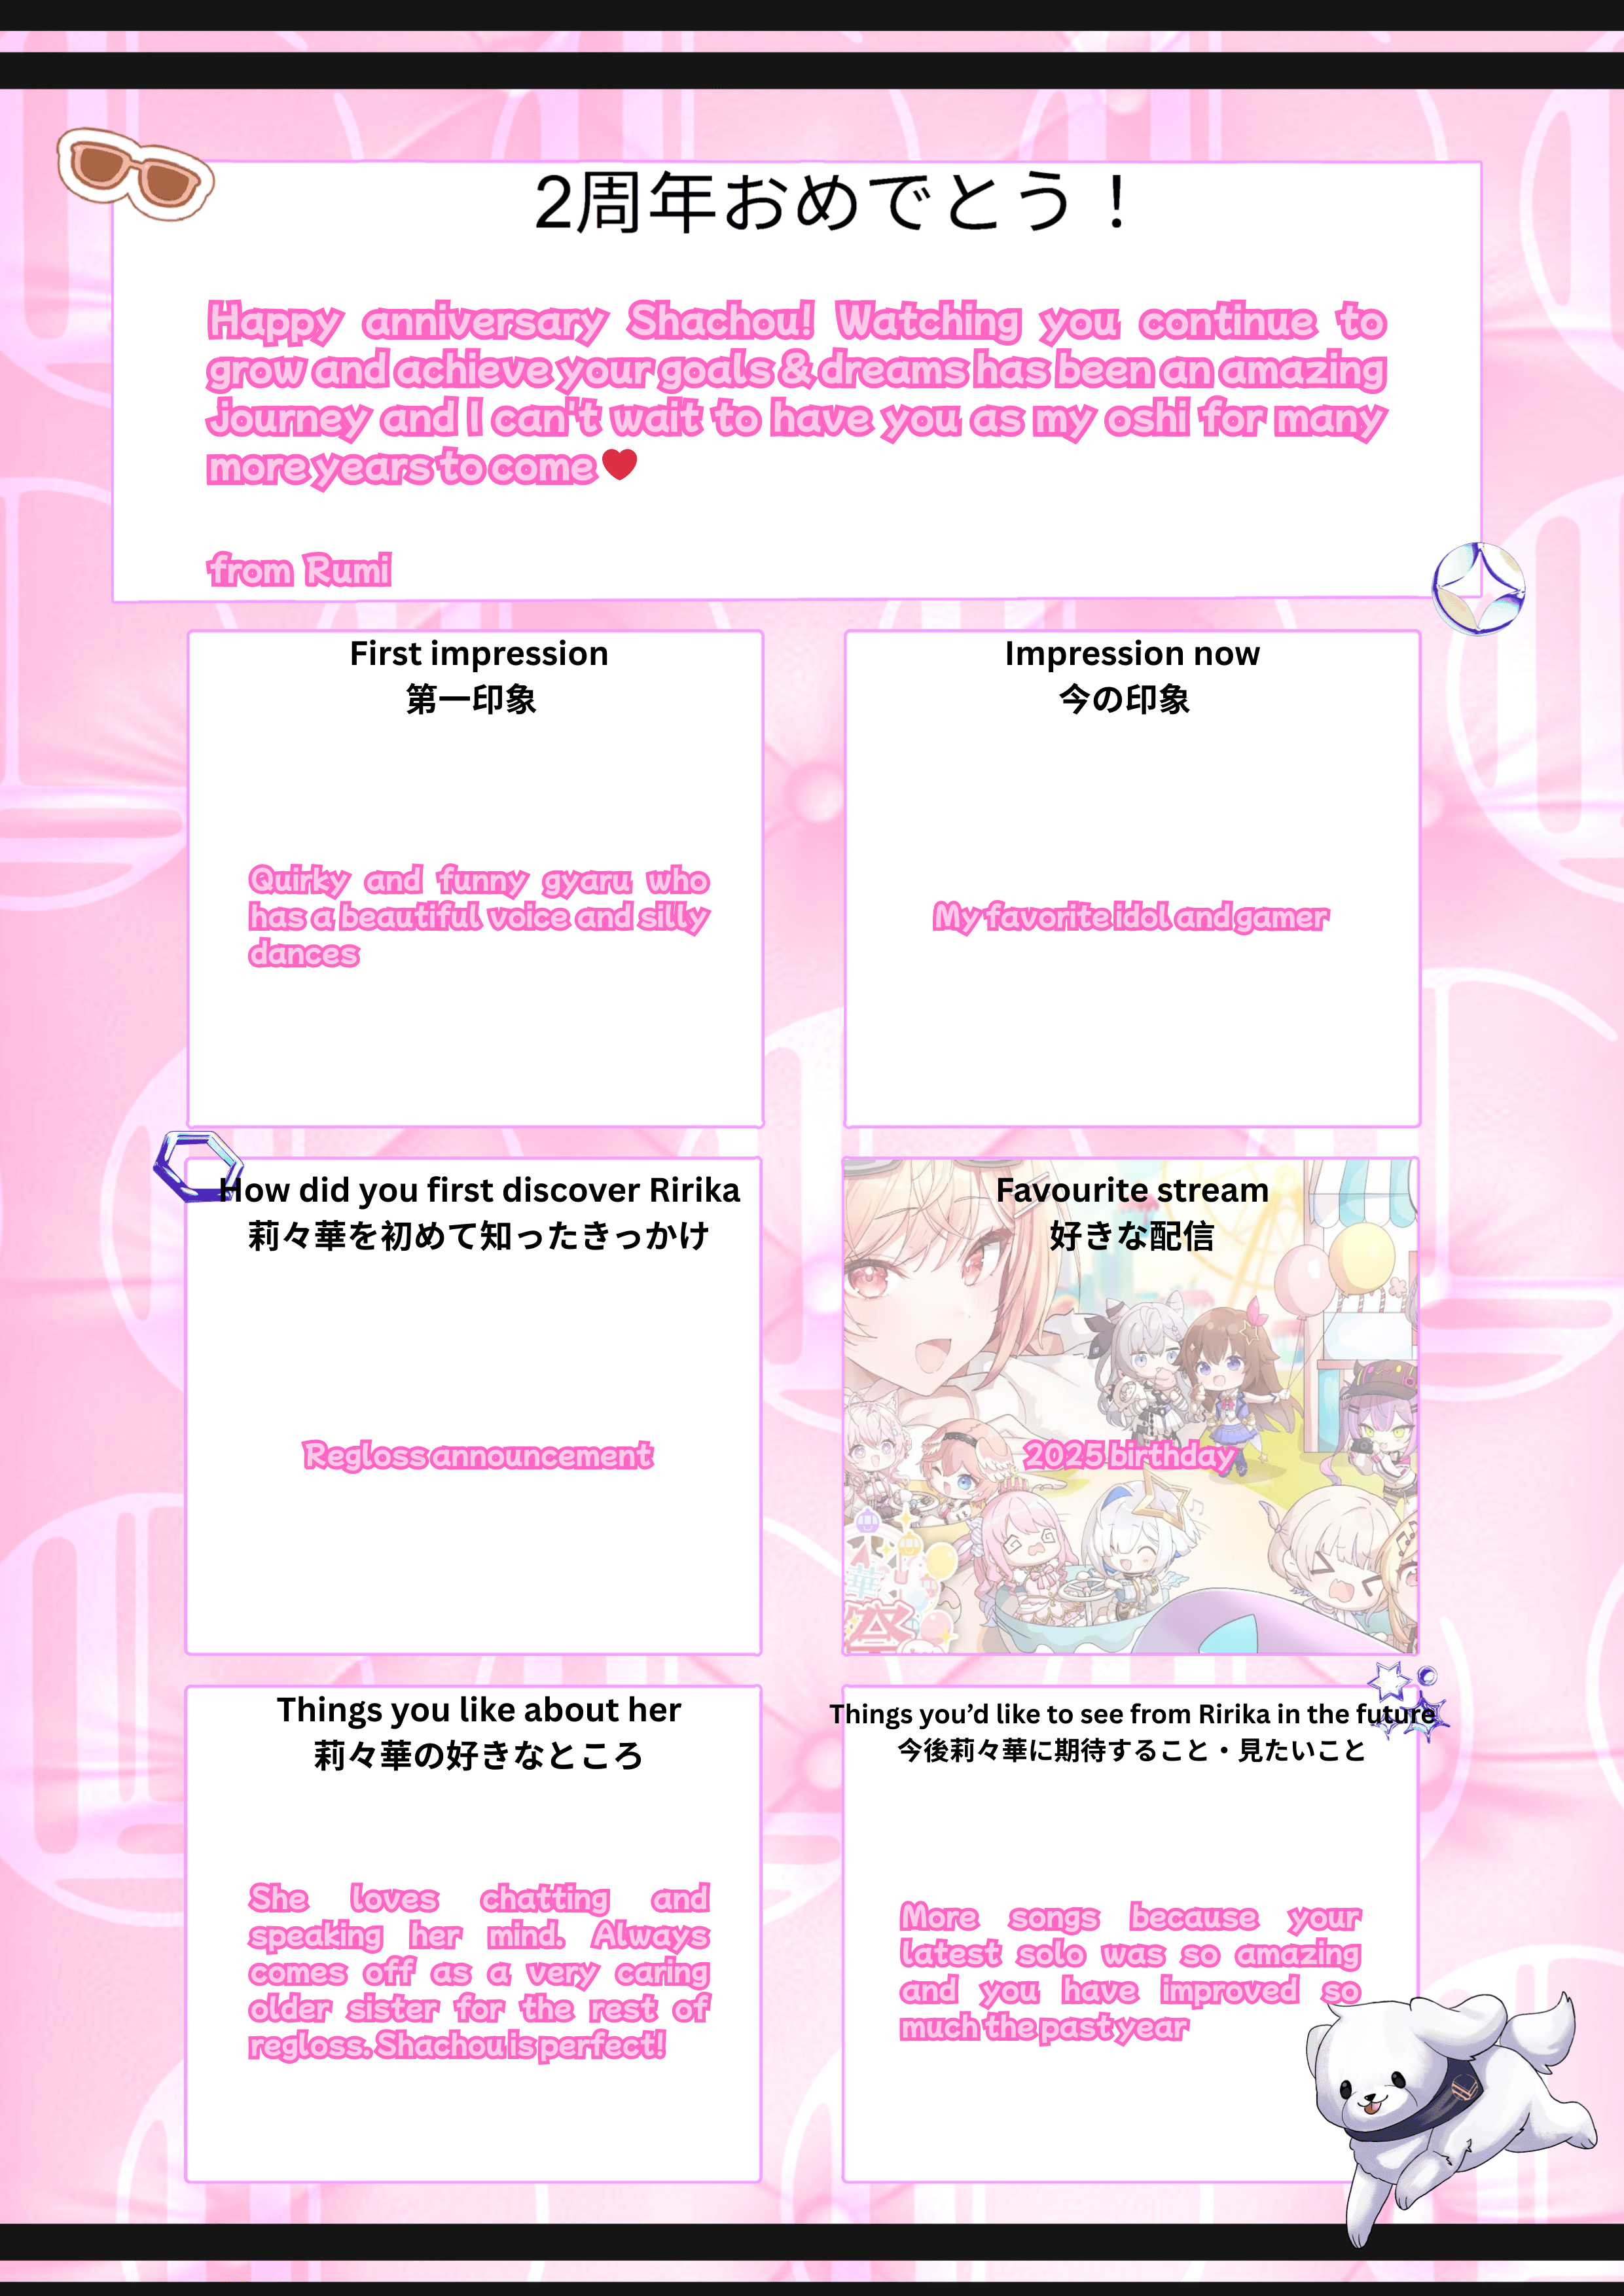 2周年おめでとう！
Happy anniversary Shachou! Watching you continue to
grow and achieve your goals & dreams has been an amazing
journey and I can't wait to have you as my oshi for many
more years to come❤
from Rumi
First impression
第一印象
Quirky and funny gyaru who
has a beautiful voice and silly
dances
Impression now
今の印象
My favorite idol and gamer
How did you first discover Ririka
莉々華を初めて知ったきっかけ
Regloss announcement
Favourite stream
好きな配信
2025 birthday
華
祭
Things you like about her
莉々華の好きなところ
She loves chatting and
speaking her mind. Always
comes off as a very caring
older sister for the rest of
regloss. Shachou is perfect!
Things you’d like to see from Ririka in the future
今後莉々華に期待すること・見たいこと
More songs because your
latest solo was so amazing
and you have improved so
much the past year